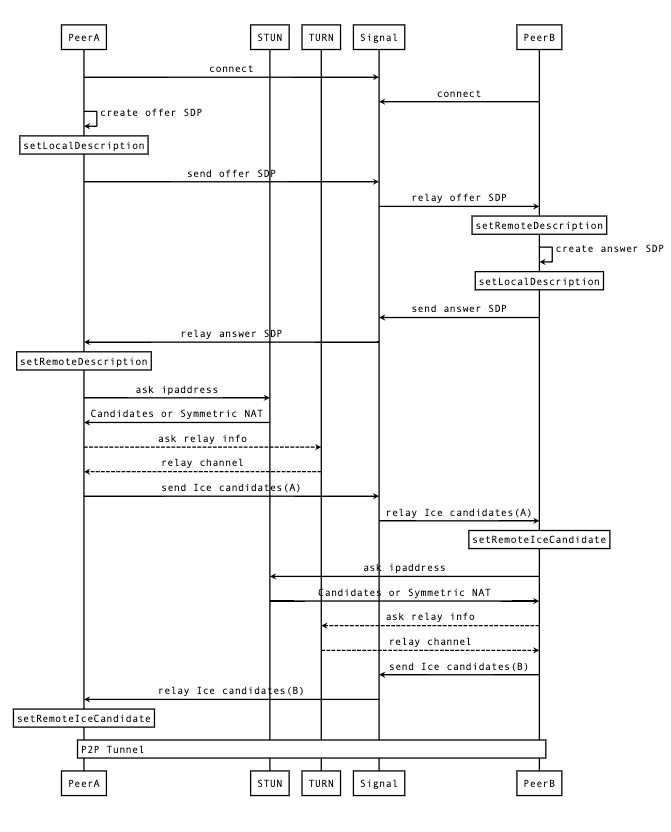 PeerA STUN TURN Signal PeerB
connect
connect
create offer SDP
setLocalDescription
send offer SDP
relay offer SDP
setRemoteDescription
create answer SDP
setLocalDescription
send answer SDP
relay answer SDP
setRemoteDescription
ask ipaddress
Candidates or Symmetric NAT
ask relay info
relay channel
send Ice candidates(A)
relay Ice candidates(A)
setRemoteIceCandidate
ask ipaddress
Candidates or Symmetric NAT
ask relay info
relay channel
send Ice candidates(B)
relay Ice candidates(B)
setRemoteIceCandidate
P2P Tunnel
PeerA STUN TURN Signal PeerB